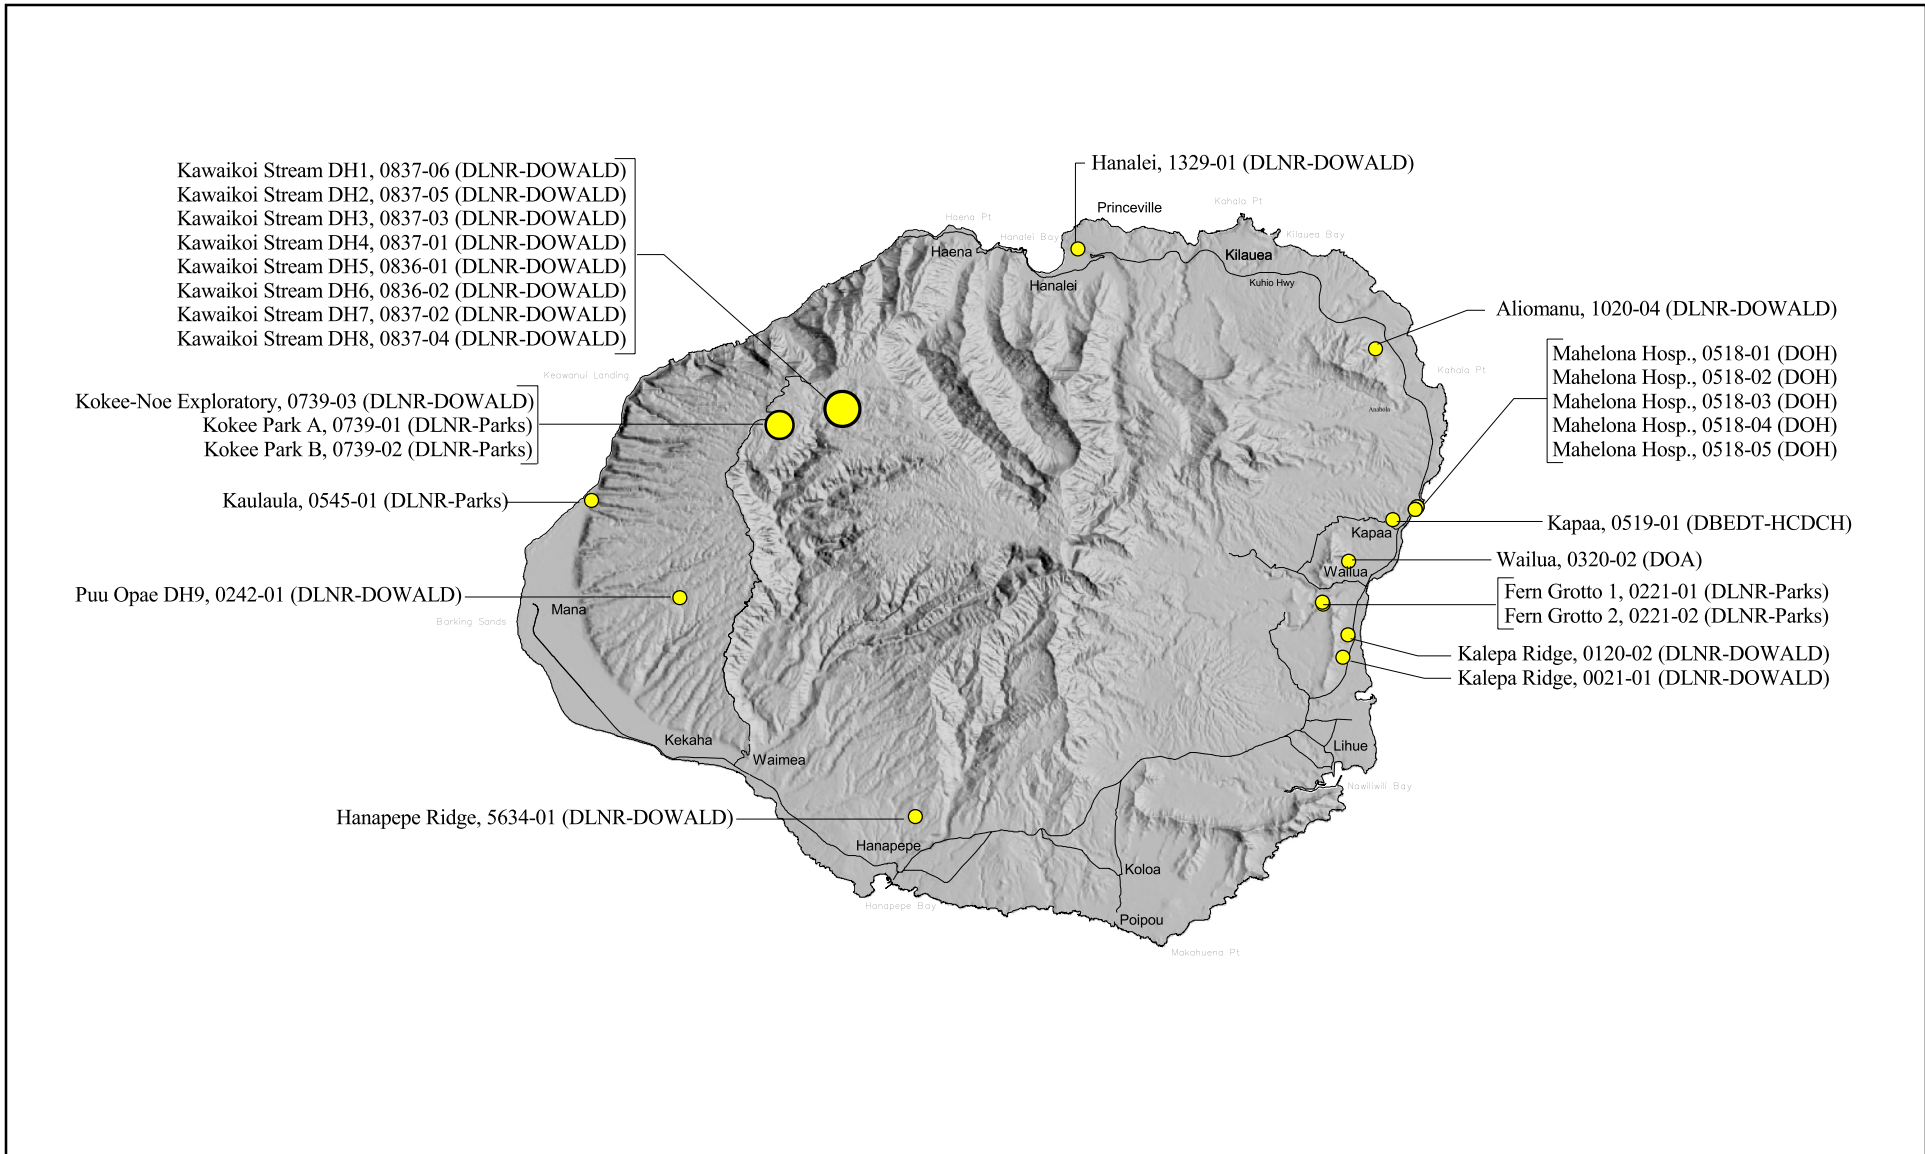 Kawaikoi Stream DH1, 0837-06 (DLNR-DOWALD)
Kawaikoi Stream DH2, 0837-05 (DLNR-DOWALD)
Kawaikoi Stream DH3, 0837-03 (DLNR-DOWALD)
Kawaikoi Stream DH4, 0837-01 (DLNR-DOWALD)
Kawaikoi Stream DH5, 0836-01 (DLNR-DOWALD)
Kawaikoi Stream DH6, 0836-02 (DLNR-DOWALD)
Kawaikoi Stream DH7, 0837-02 (DLNR-DOWALD)
Kawaikoi Stream DH8, 0837-04 (DLNR-DOWALD)
Kokee-Noe Exploratory, 0739-03 (DLNR-DOWALD)
Kokee Park A, 0739-01 (DLNR-Parks)
Kokee Park B, 0739-02 (DLNR-Parks)
Kaulaula, 0545-01 (DLNR-Parks)
Puu Opae DH9, 0242-01 (DLNR-DOWALD)
Hanapepe Ridge, 5634-01 (DLNR-DOWALD)
Hanalei, 1329-01 (DLNR-DOWALD)
Aliomanu, 1020-04 (DLNR-DOWALD)
Mahelona Hosp., 0518-01 (DOH)
Mahelona Hosp., 0518-02 (DOH)
Mahelona Hosp., 0518-03 (DOH)
Mahelona Hosp., 0518-04 (DOH)
Mahelona Hosp., 0518-05 (DOH)
Kapaa, 0519-01 (DBEDT-HCDCH)
Wailua, 0320-02 (DOA)
Fern Grotto 1, 0221-01 (DLNR-Parks)
Fern Grotto 2, 0221-02 (DLNR-Parks)
Kalepa Ridge, 0120-02 (DLNR-DOWALD)
Kalepa Ridge, 0021-01 (DLNR-DOWALD)
Haena Pt
Hanalei Bay
Princeville
Kahala Pt
Kilauea Bay
Haena
Hanalei
Kilauea
Kuhio Hwy
Keawanui Landing
Kahala Pt
Anahola
Kapaa
Wailua
Mana
Barking Sands
Kekaha
Waimea
Lihue
Nawiliwili Bay
Hanapepe
Koloa
Hanapepe Bay
Poipou
Makahuena Pt